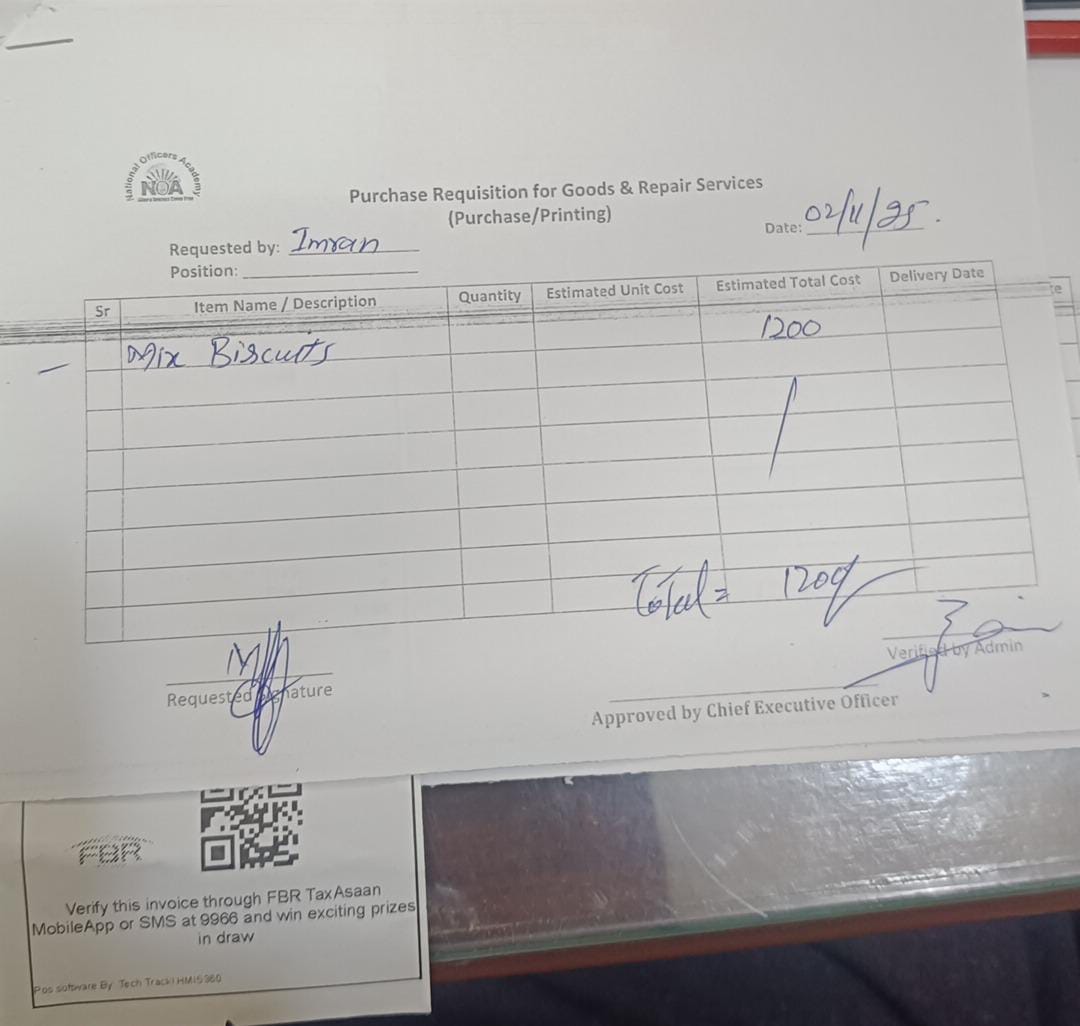 National Officers Academy
NOA
Purchase Requisition for Goods & Repair Services
(Purchase/Printing)
Date: 02/11/25.
Requested by: Imran
Position:
Sr Item Name / Description Quantity Estimated Unit Cost Estimated Total Cost Delivery Date
Mix Biscuits 1200
Total = 1200/
Requested Signature
Verified by Admin
Approved by Chief Executive Officer
FBR
Verify this invoice through FBR TaxAsaan
MobileApp or SMS at 9966 and win exciting prizes
in draw
Pos software By Tech Track! HMIS360